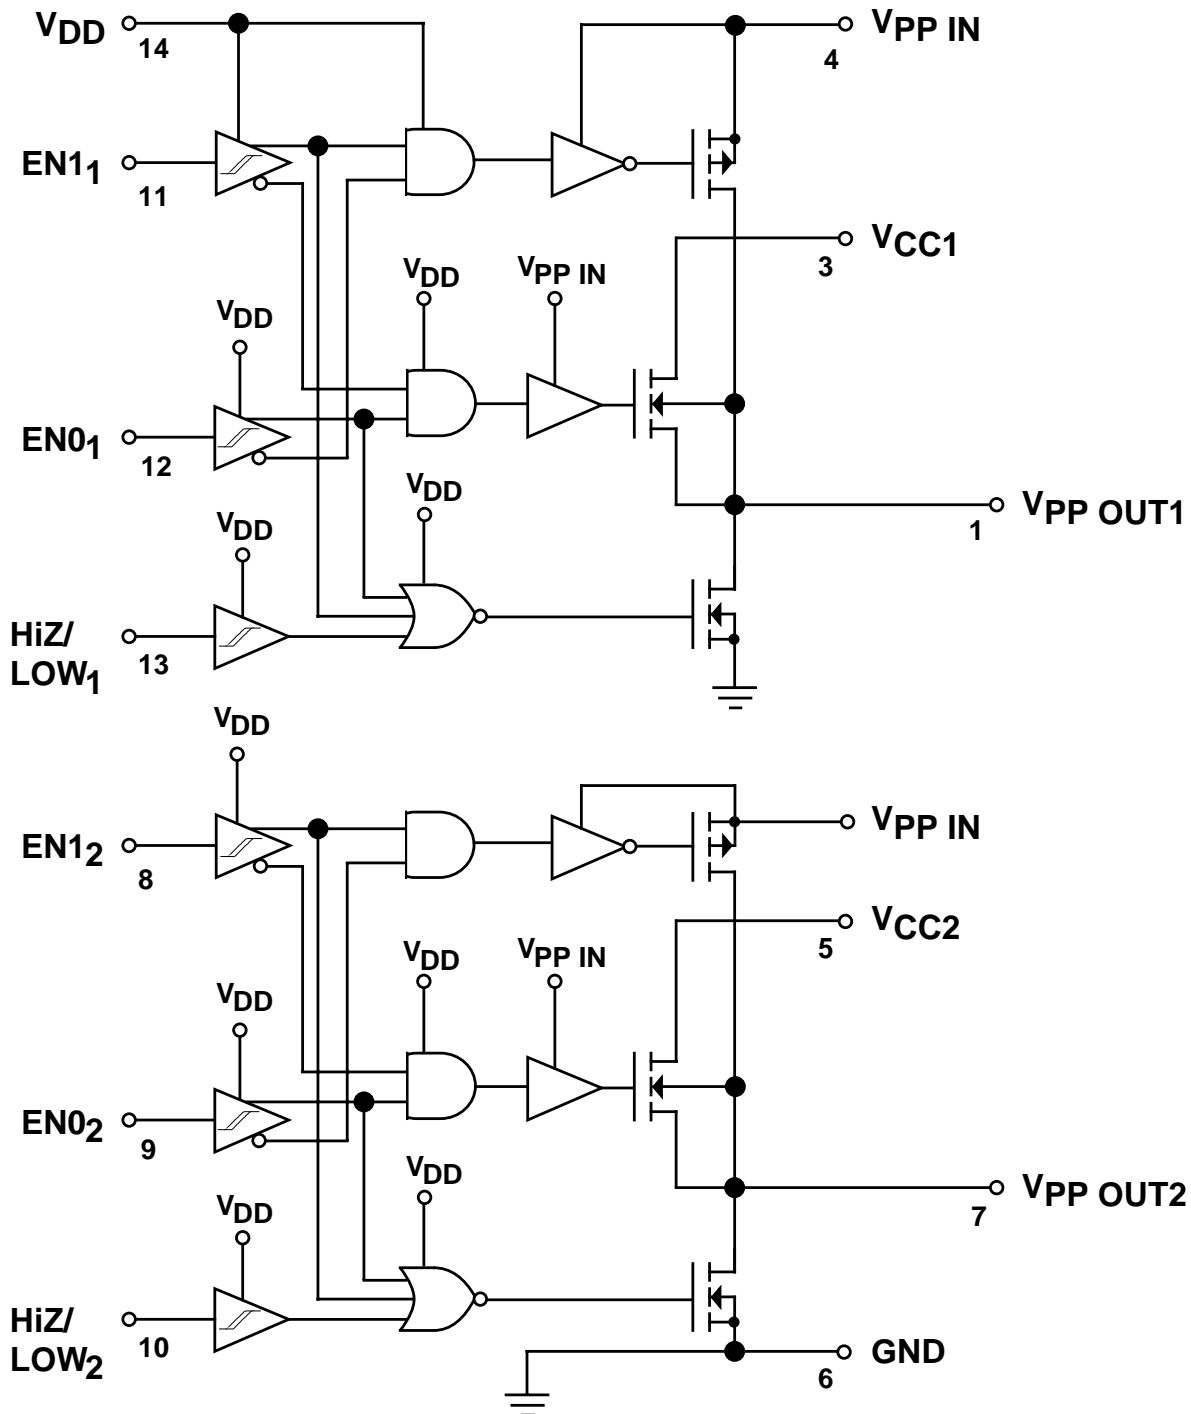 VDD
14
VPP IN
4
EN11
11
VCC1
3
VDD
VPP IN
VDD
EN01
12
VDD
VDD
VPP OUT1
1
HiZ/
LOW1
13
VDD
EN12
8
VPP IN
VCC2
5
VDD
VPP IN
VDD
EN02
9
VDD
VDD
VPP OUT2
7
HiZ/
LOW2
10
GND
6